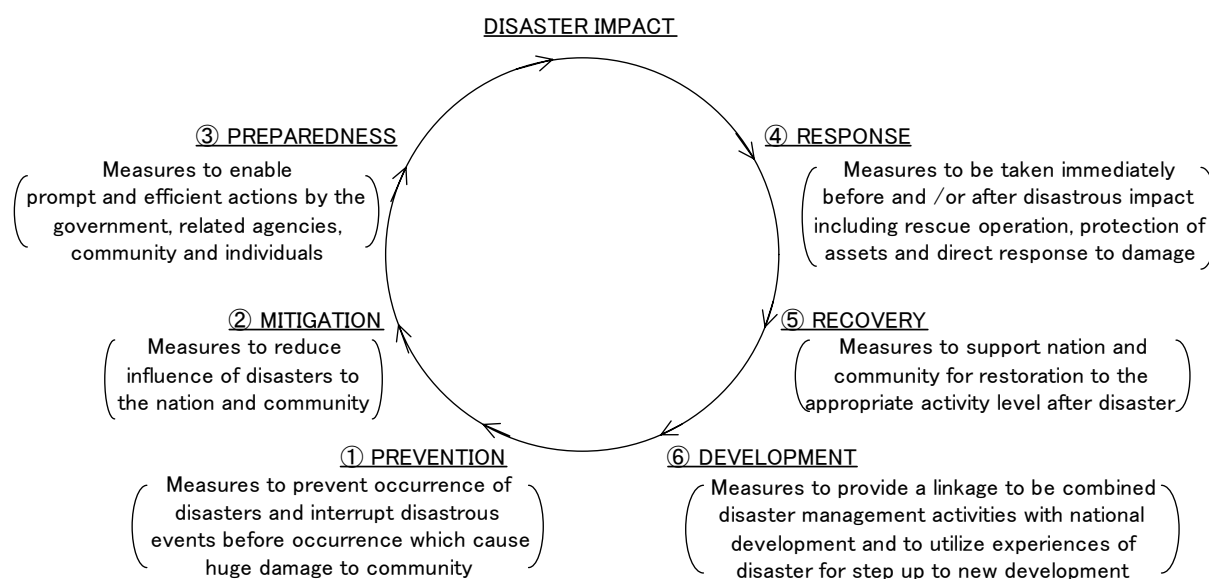 DISASTER IMPACT
③ PREPAREDNESS
Measures to enable
prompt and efficient actions by the
government, related agencies,
community and individuals
④ RESPONSE
Measures to be taken immediately
before and /or after disastrous impact
including rescue operation, protection of
assets and direct response to damage
② MITIGATION
Measures to reduce
influence of disasters to
the nation and community
⑤ RECOVERY
Measures to support nation and
community for restoration to the
appropriate activity level after disaster
① PREVENTION
Measures to prevent occurrence of
disasters and interrupt disastrous
events before occurrence which cause
huge damage to community
⑥ DEVELOPMENT
Measures to provide a linkage to be combined
disaster management activities with national
development and to utilize experiences of
disaster for step up to new development